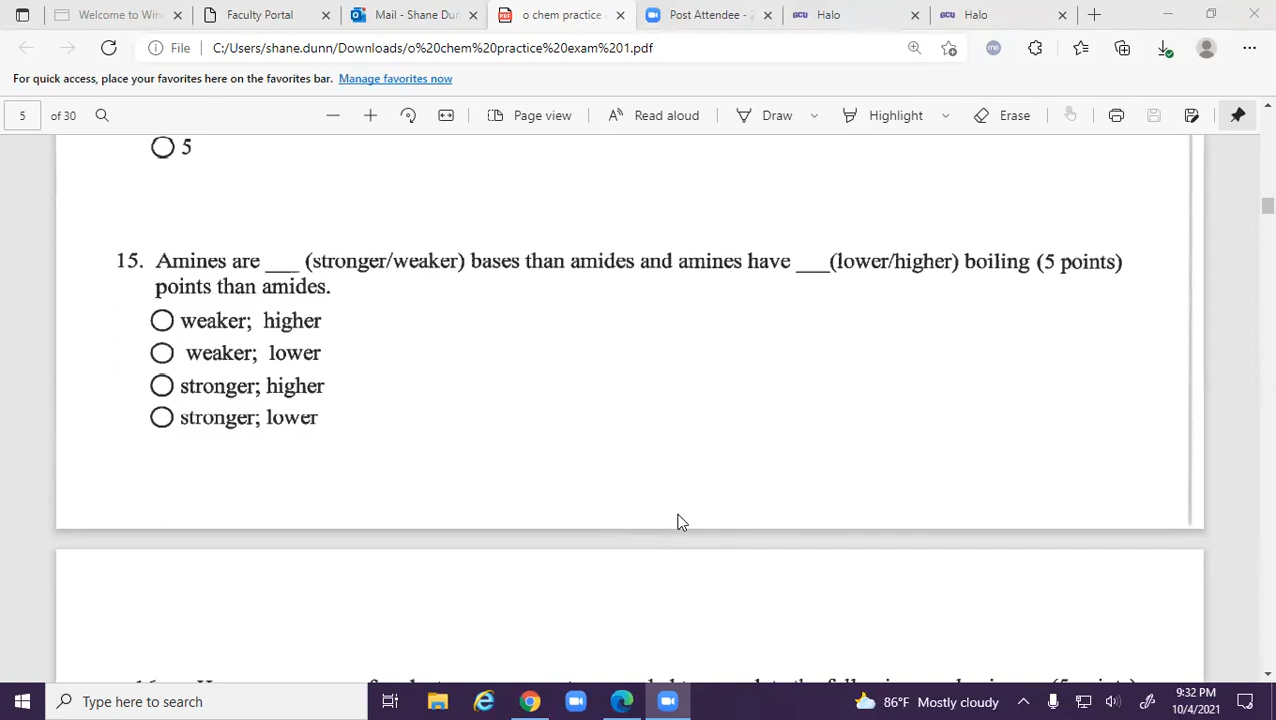 Welcome to Win
Faculty Portal
Mail - Shane Dun
o chem practice e
Post Attendee - Z
Halo
Halo
File
C:/Users/shane.dunn/Downloads/o%20chem%20practice%20exam%201.pdf
For quick access, place your favorites here on the favorites bar. Manage favorites now
5 of 30
Page view
Read aloud
Draw
Highlight
Erase
5
15. Amines are ___ (stronger/weaker) bases than amides and amines have ___(lower/higher) boiling (5 points)
points than amides.
weaker; higher
weaker; lower
stronger; higher
stronger; lower
Type here to search
86°F Mostly cloudy
9:32 PM
10/4/2021